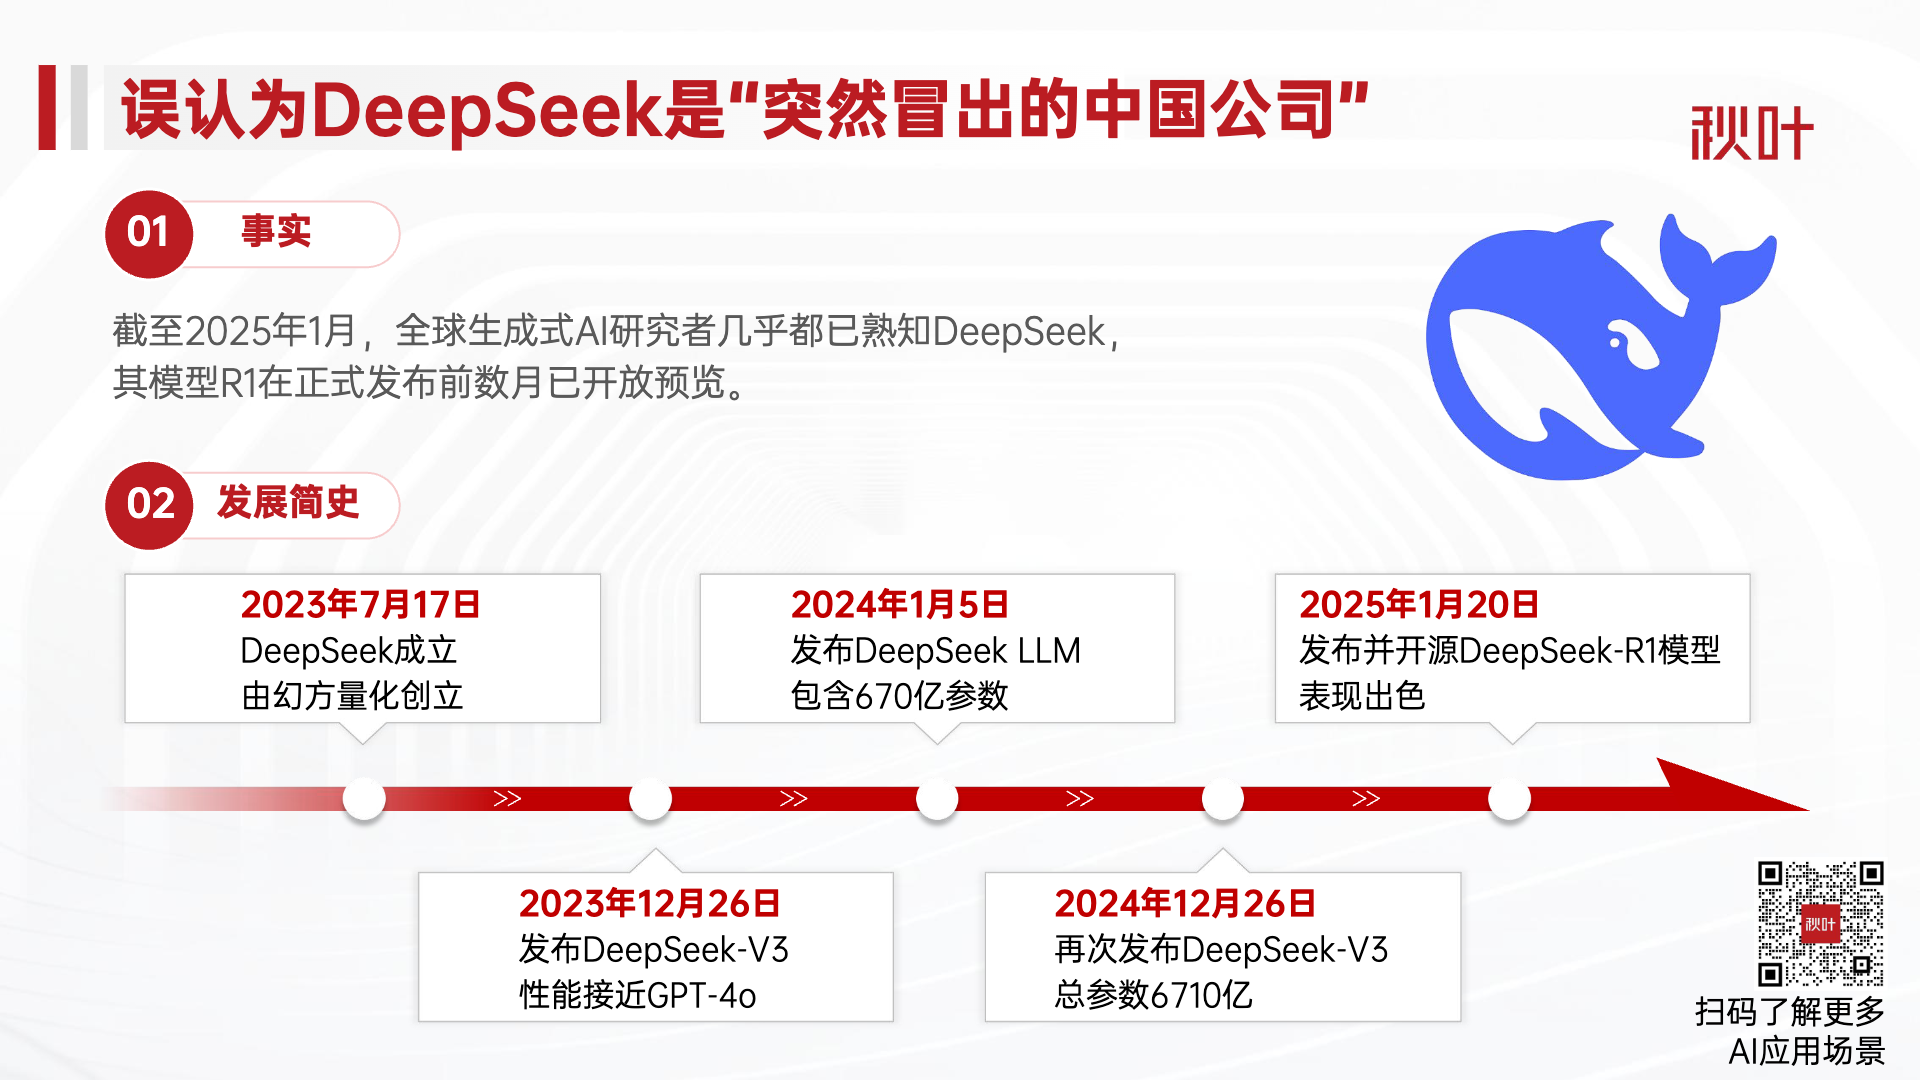 误认为DeepSeek是“突然冒出的中国公司”
秋叶
01 事实
截至2025年1月，全球生成式AI研究者几乎都已熟知DeepSeek，
其模型R1在正式发布前数月已开放预览。
02 发展简史
2023年7月17日
DeepSeek成立
由幻方量化创立
2024年1月5日
发布DeepSeek LLM
包含670亿参数
2025年1月20日
发布并开源DeepSeek-R1模型
表现出色
2023年12月26日
发布DeepSeek-V3
性能接近GPT-4o
2024年12月26日
再次发布DeepSeek-V3
总参数6710亿
秋叶
扫码了解更多
AI应用场景